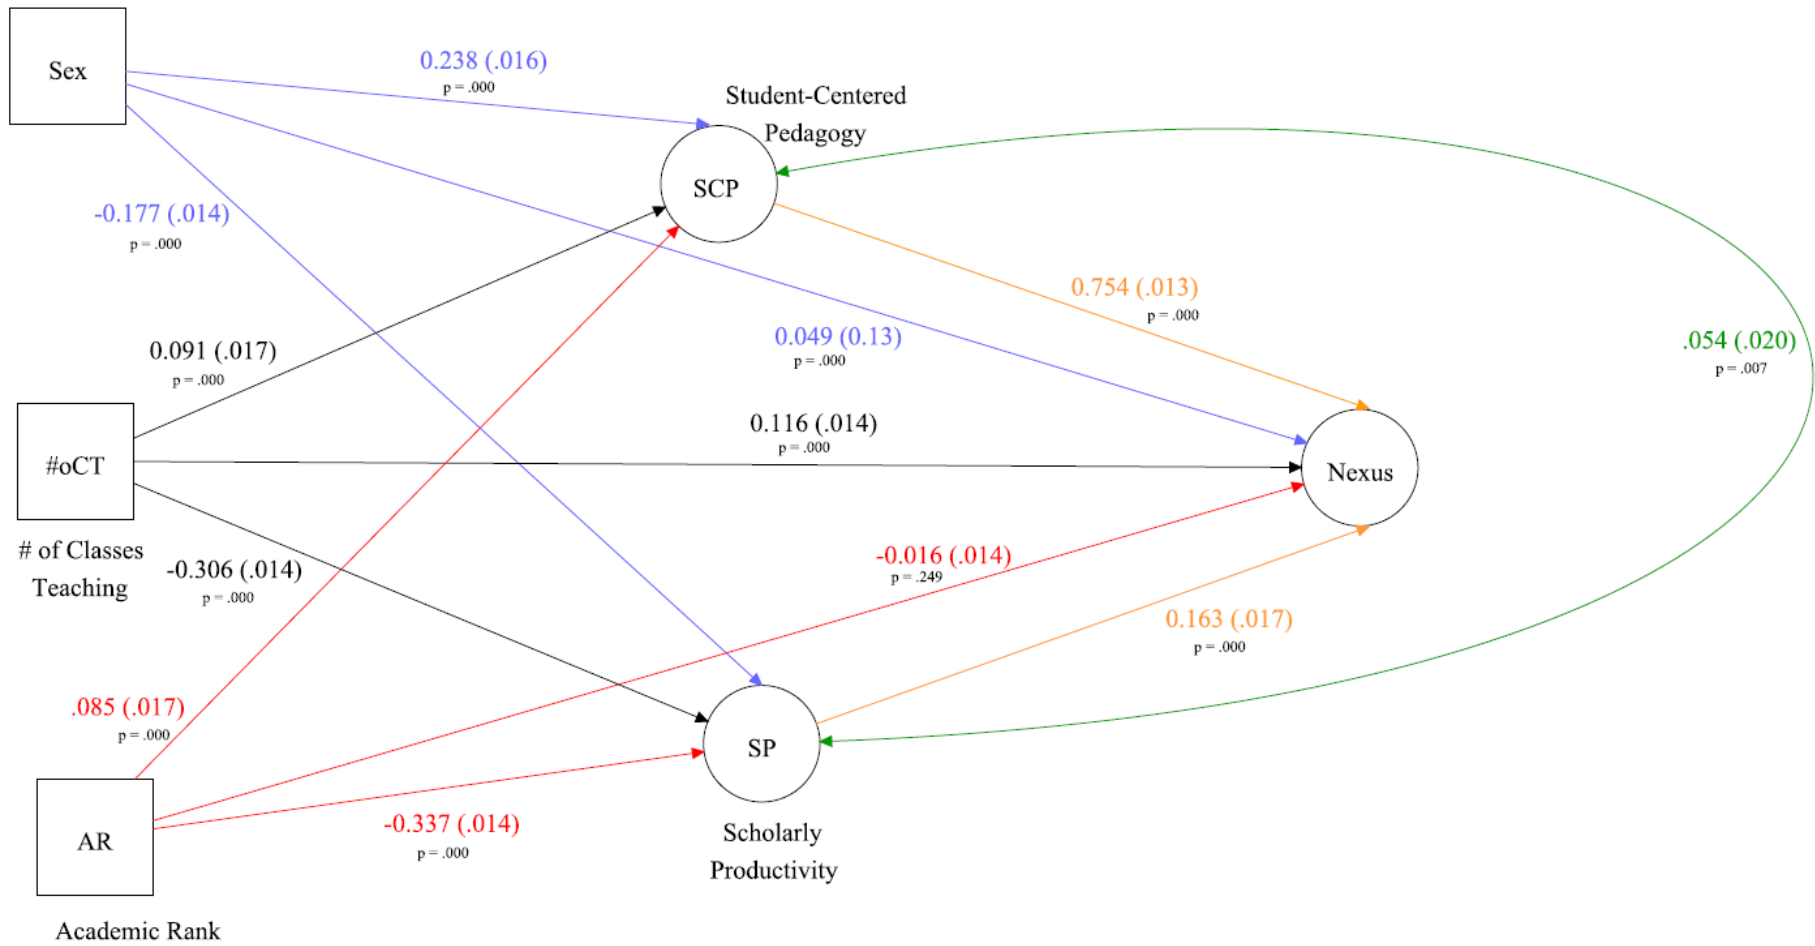 Sex
0.238 (.016)
p = .000
Student-Centered
Pedagogy
SCP
-0.177 (.014)
p = .000
0.754 (.013)
p = .000
0.049 (0.13)
p = .000
.054 (.020)
p = .007
0.091 (.017)
p = .000
0.116 (.014)
p = .000
#oCT
Nexus
# of Classes
Teaching
-0.306 (.014)
p = .000
-0.016 (.014)
p = .249
0.163 (.017)
p = .000
.085 (.017)
p = .000
SP
AR
-0.337 (.014)
p = .000
Scholarly
Productivity
Academic Rank